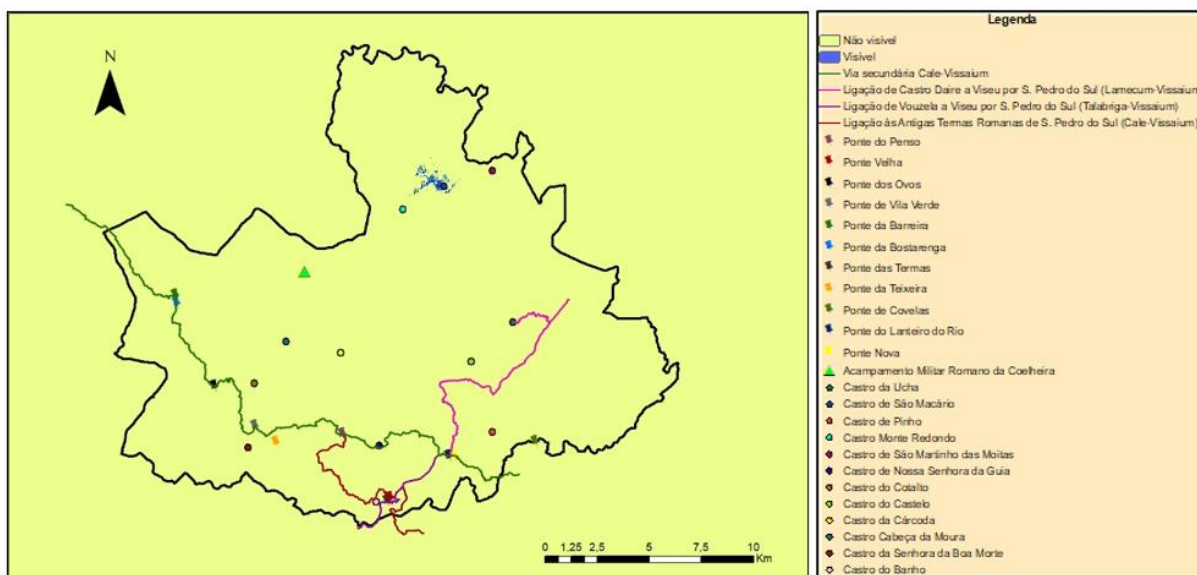 N
0 1,25 2,5 5 7,5 10
Km
Legenda
Não visível
Visível
Via secundária Cale-Vissaium
Ligação de Castro Daire a Viseu por S. Pedro do Sul (Lamecum-Vissaium
Ligação de Vouzela a Viseu por S. Pedro do Sul (Talabriga-Vissaium)
Ligação ás Antigas Termas Romanas de S. Pedro do Sul (Cale-Vissaium)
Ponte do Penso
Ponte Velha
Ponte dos Ovos
Ponte de Vila Verde
Ponte da Barreira
Ponte da Bostarenga
Ponte das Termas
Ponte da Teixeira
Ponte de Covelas
Ponte do Lanteiro do Rio
Ponte Nova
Acampamento Militar Romano da Coelheira
Castro da Ucha
Castro de São Macário
Castro de Pinho
Castro Monte Redondo
Castro de São Martinho das Moitas
Castro de Nossa Senhora da Guia
Castro do Cotalto
Castro do Castelo
Castro da Cárcoda
Castro Cabeça da Moura
Castro da Senhora da Boa Morte
Castro do Banho